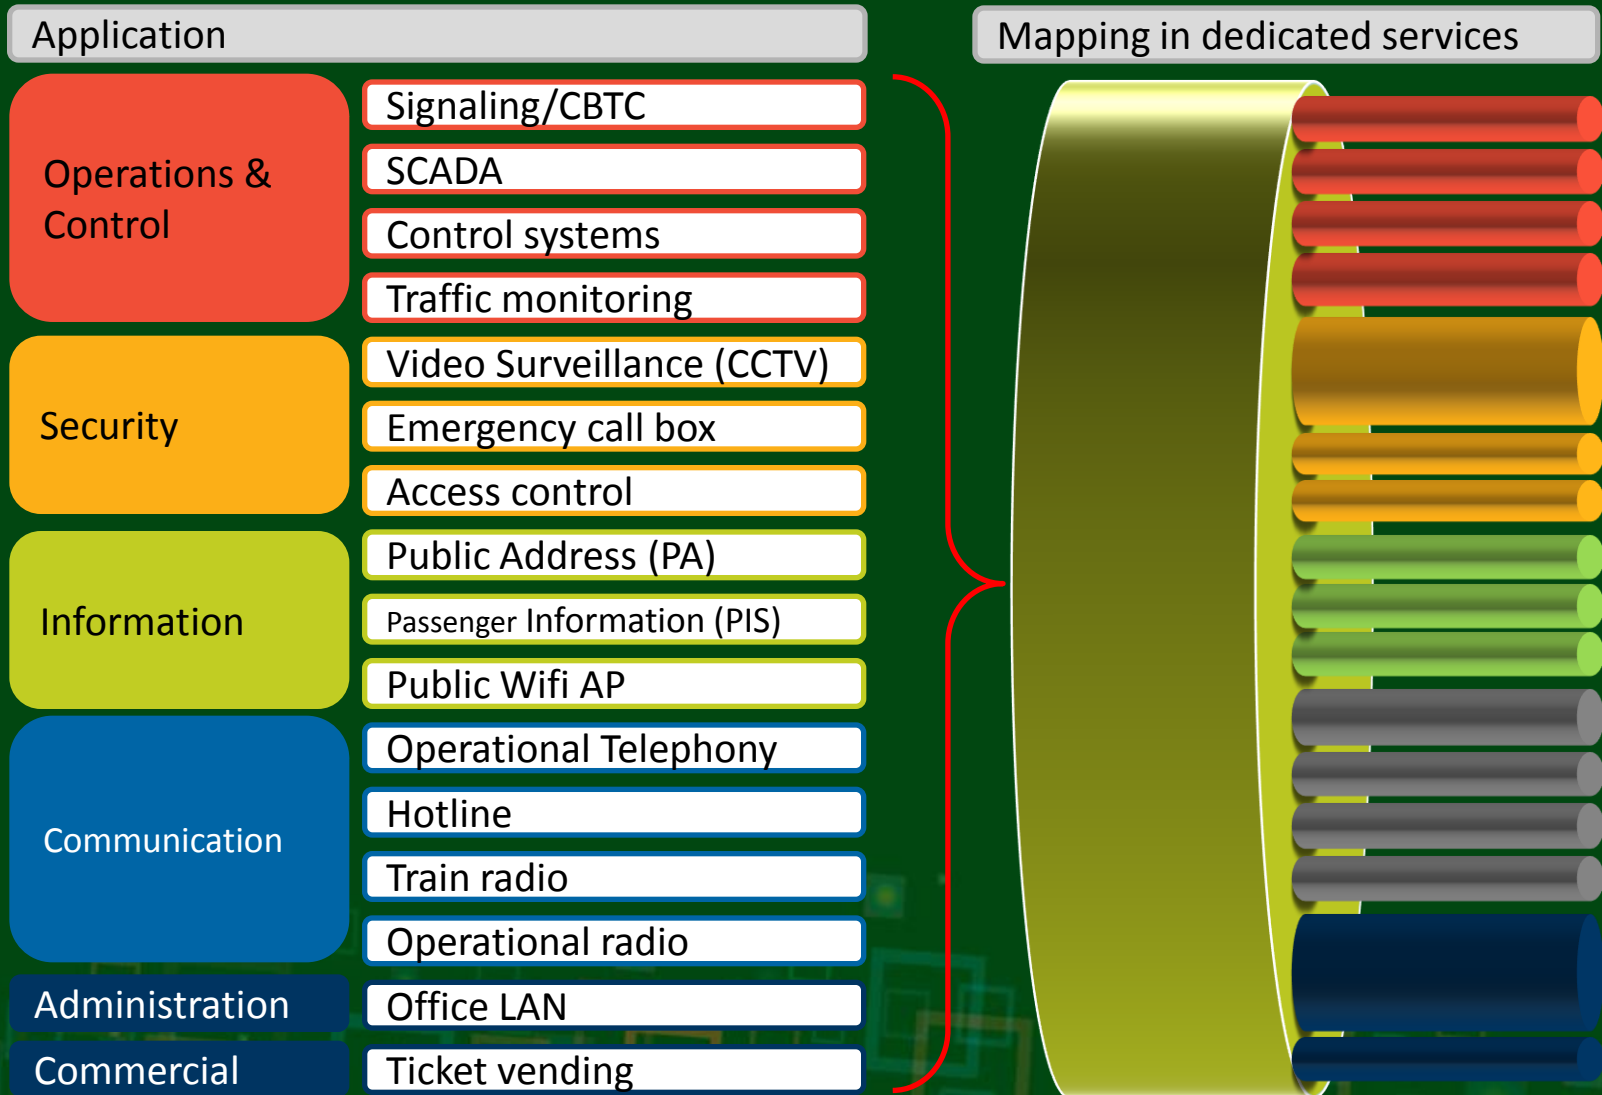 Application
Mapping in dedicated services
Operations &
Control
Signaling/CBTC
SCADA
Control systems
Traffic monitoring
Security
Video Surveillance (CCTV)
Emergency call box
Access control
Information
Public Address (PA)
Passenger Information (PIS)
Public Wifi AP
Communication
Operational Telephony
Hotline
Train radio
Operational radio
Administration
Office LAN
Commercial
Ticket vending